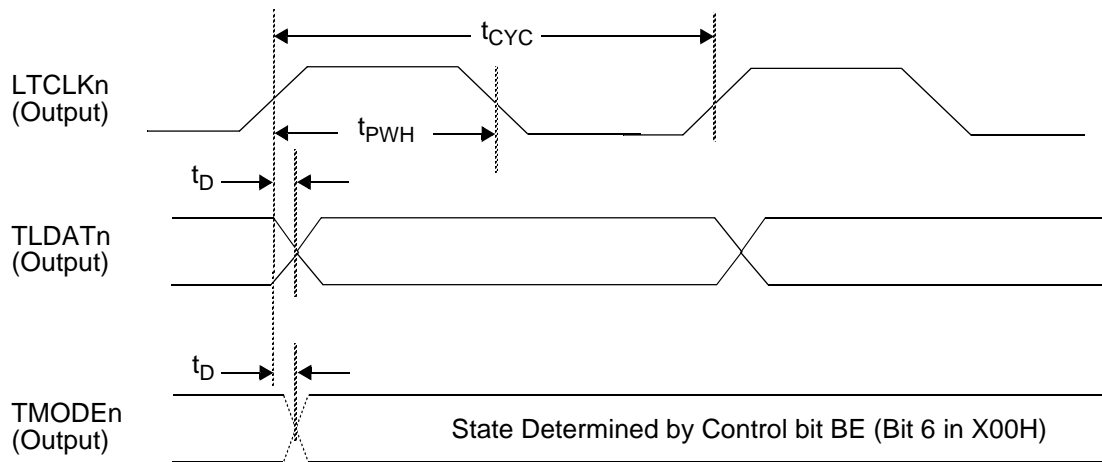 tCYC
LTCLKn
(Output)
tPWH
tD
TLDATn
(Output)
tD
TMODEn
(Output)
State Determined by Control bit BE (Bit 6 in X00H)